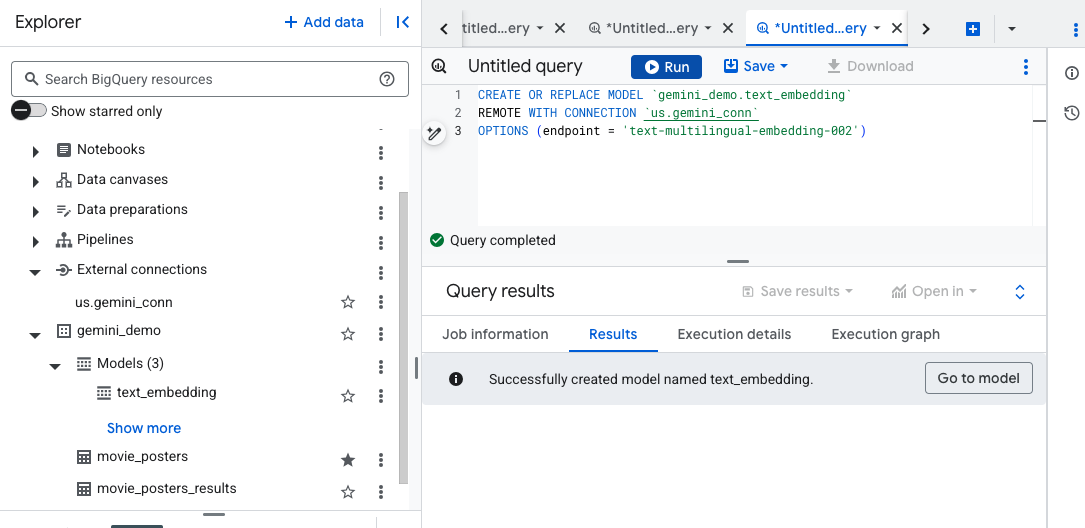 Explorer
+ Add data
Search BigQuery resources
Show starred only
Notebooks
Data canvases
Data preparations
Pipelines
External connections
us.gemini_conn
gemini_demo
Models (3)
text_embedding
Show more
movie_posters
movie_posters_results
titled...ery
*Untitled...ery
*Untitled...ery
Untitled query
Run
Save
Download
1 CREATE OR REPLACE MODEL `gemini_demo.text_embedding`
2 REMOTE WITH CONNECTION `us.gemini_conn`
3 OPTIONS (endpoint = 'text-multilingual-embedding-002')
Query completed
Query results
Save results
Open in
Job information
Results
Execution details
Execution graph
Successfully created model named text_embedding.
Go to model